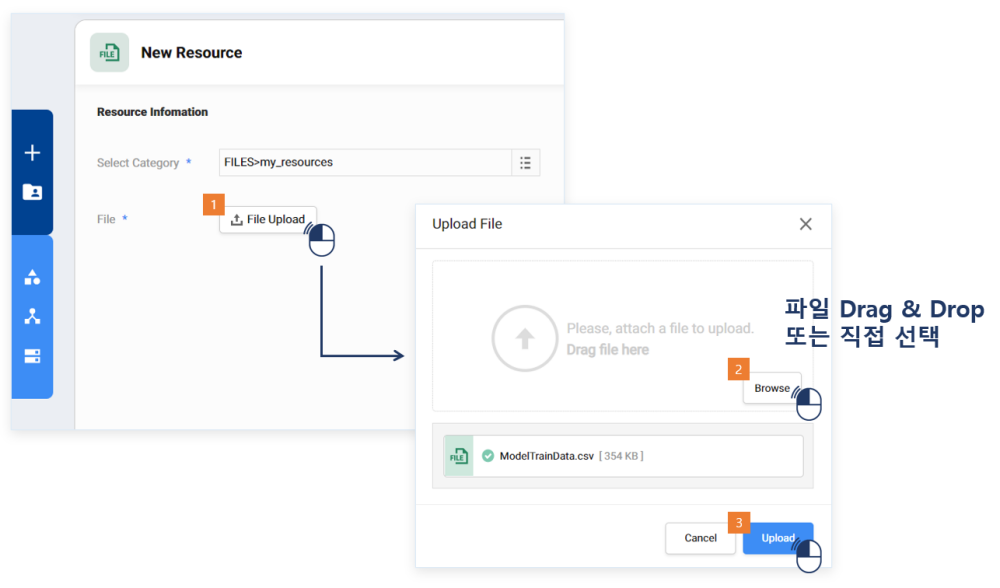 FILE
New Resource
Resource Infomation
Select Category *
FILES>my_resources
File *
1
File Upload
Upload File
Please, attach a file to upload.
Drag file here
파일 Drag & Drop
또는 직접 선택
2
Browse
FILE
ModelTrainData.csv [ 354 KB ]
3
Cancel
Upload